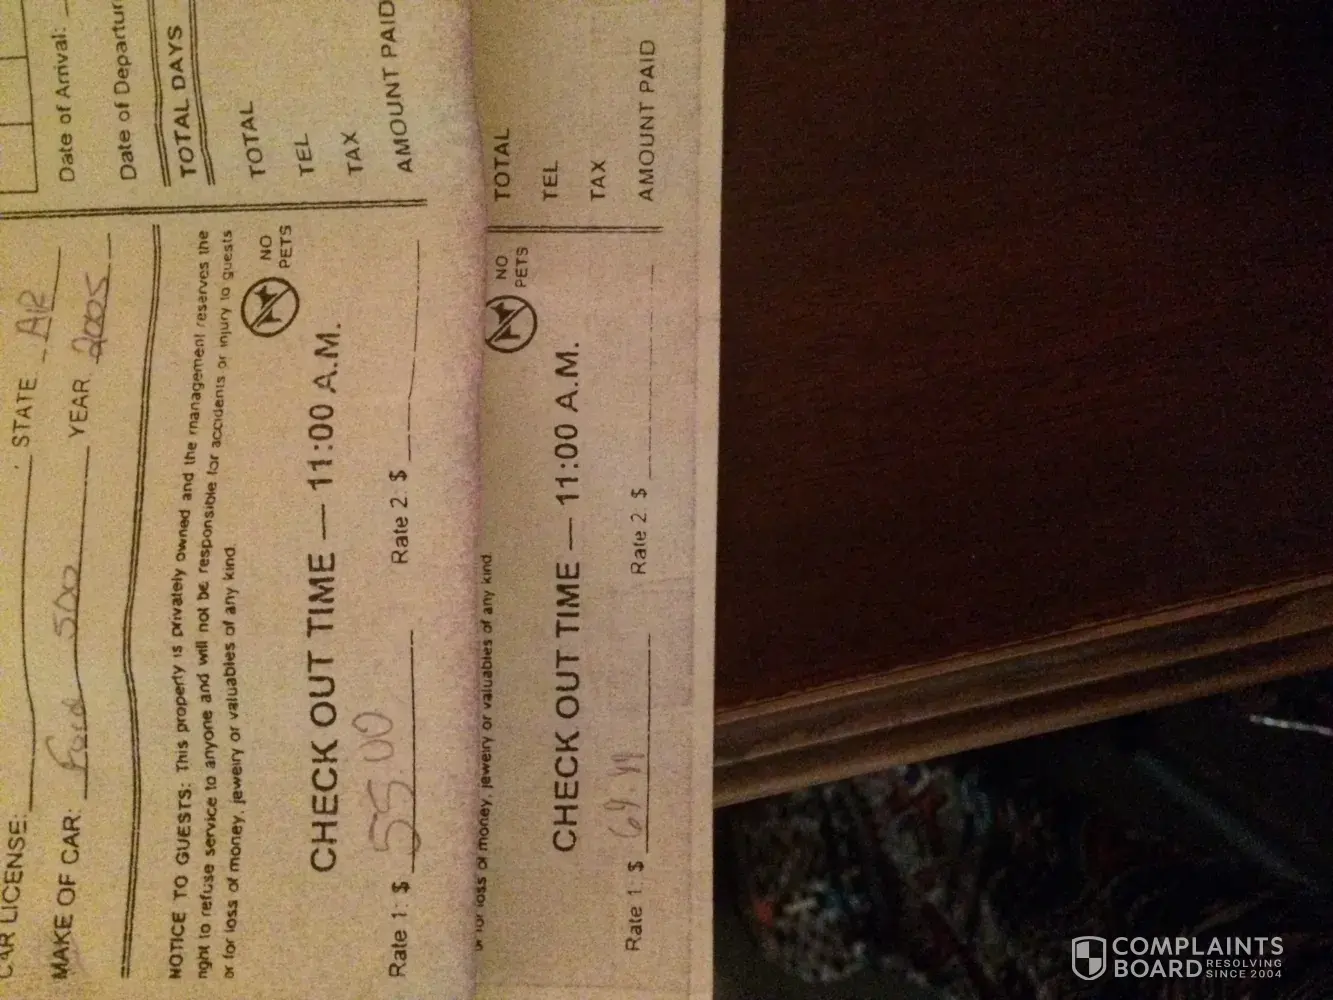 CAR LICENSE: STATE AR
MAKE OF CAR: Ford 500 YEAR 2005
Date of Arrival:
Date of Departur
TOTAL DAYS
NOTICE TO GUESTS: This property is privately owned and the management reserves the
right to refuse service to anyone and will not be responsible for accidents or injury to guests
or for loss of money, jewelry or valuables of any kind.
NO
PETS
CHECK OUT TIME — 11:00 A.M.
Rate 1: $ 55.00 Rate 2 $
TOTAL
TEL
TAX
AMOUNT PAID
or for loss of money, jewelry or valuables of any kind
NO
PETS
CHECK OUT TIME — 11:00 A.M.
Rate 1: $ 69.99 Rate 2 $
TOTAL
TEL
TAX
AMOUNT PAID
COMPLAINTS
BOARD RESOLVING
SINCE 2004